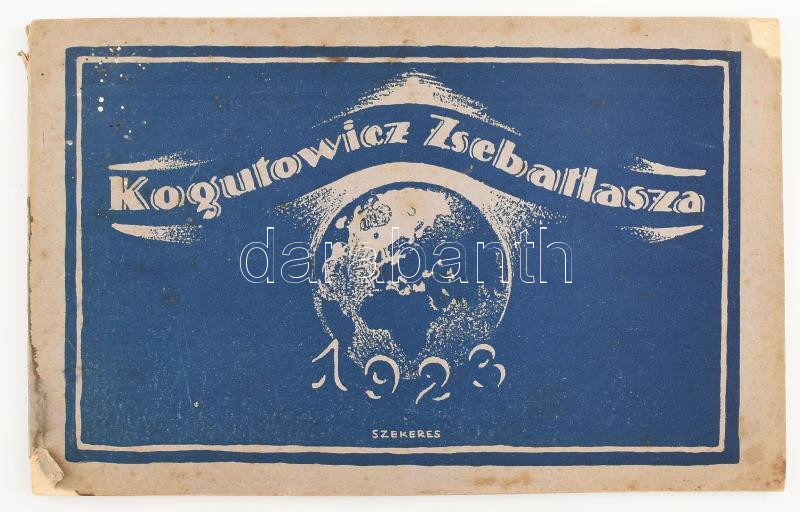 Kogutowicz Zsebatlasza
darabanth
1923
SZEKERES